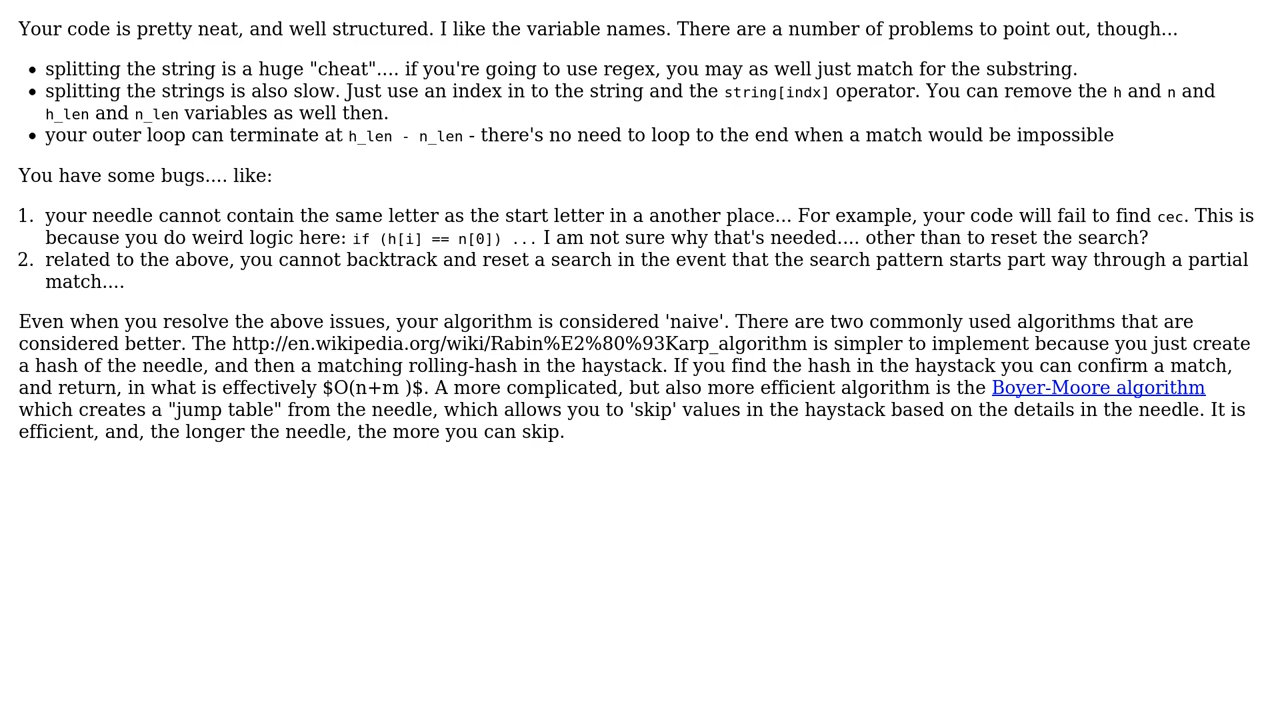 Your code is pretty neat, and well structured. I like the variable names. There are a number of problems to point out, though...
• splitting the string is a huge "cheat".... if you're going to use regex, you may as well just match for the substring.
• splitting the strings is also slow. Just use an index in to the string and the string[indx] operator. You can remove the h and n and
h_len and n_len variables as well then.
• your outer loop can terminate at h_len - n_len - there's no need to loop to the end when a match would be impossible
You have some bugs.... like:
1. your needle cannot contain the same letter as the start letter in a another place... For example, your code will fail to find cec. This is
because you do weird logic here: if (h[i] == n[0]) ... I am not sure why that's needed.... other than to reset the search?
2. related to the above, you cannot backtrack and reset a search in the event that the search pattern starts part way through a partial
match....
Even when you resolve the above issues, your algorithm is considered 'naive'. There are two commonly used algorithms that are
considered better. The http://en.wikipedia.org/wiki/Rabin%E2%80%93Karp_algorithm is simpler to implement because you just create
a hash of the needle, and then a matching rolling-hash in the haystack. If you find the hash in the haystack you can confirm a match,
and return, in what is effectively $O(n+m )$. A more complicated, but also more efficient algorithm is the Boyer-Moore algorithm
which creates a "jump table" from the needle, which allows you to 'skip' values in the haystack based on the details in the needle. It is
efficient, and, the longer the needle, the more you can skip.